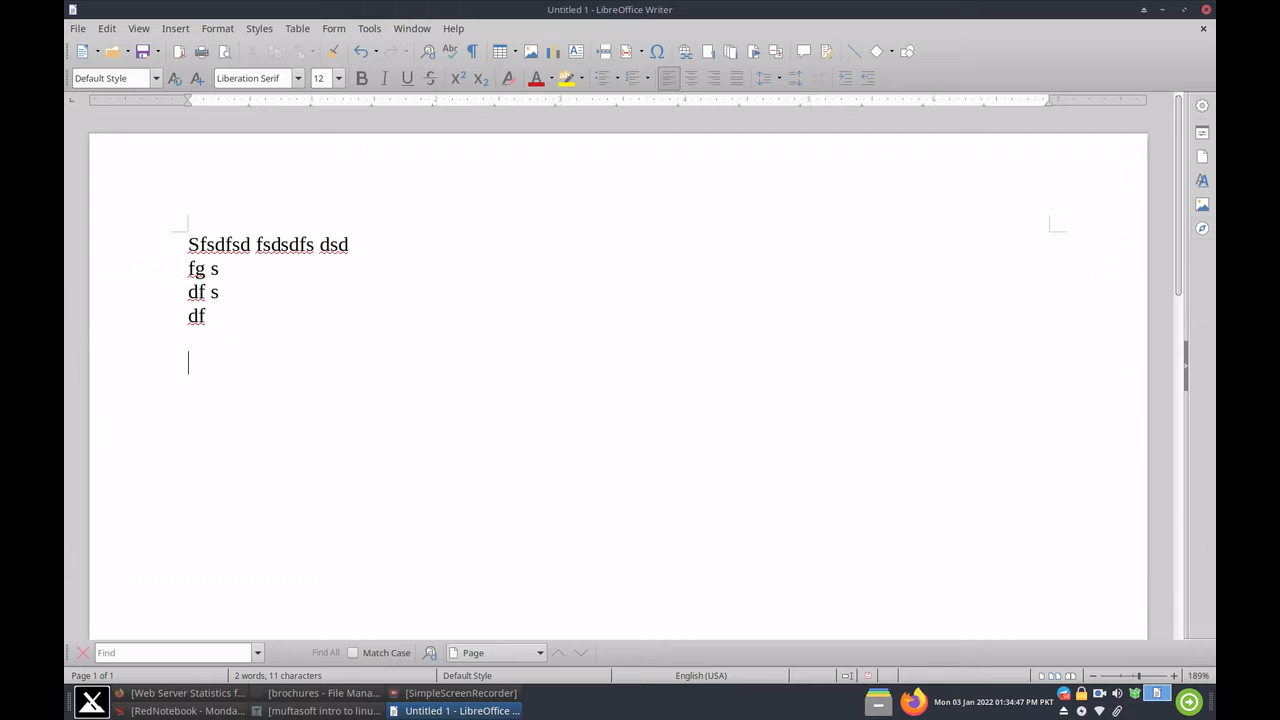 Untitled 1 - LibreOffice Writer
File Edit View Insert Format Styles Table Form Tools Window Help
Default Style Liberation Serif 12
Sfsdfsd fsdsdfs dsd
fg s
df s
df
Find Find All Match Case Page
Page 1 of 1 2 words, 11 characters Default Style English (USA) 189%
[Web Server Statistics f... [brochures - File Mana... [SimpleScreenRecorder]
[RedNotebook - Monda... [muftasoft intro to linu... Untitled 1 - LibreOffice ... Mon 03 Jan 2022 01:34:47 PM PKT